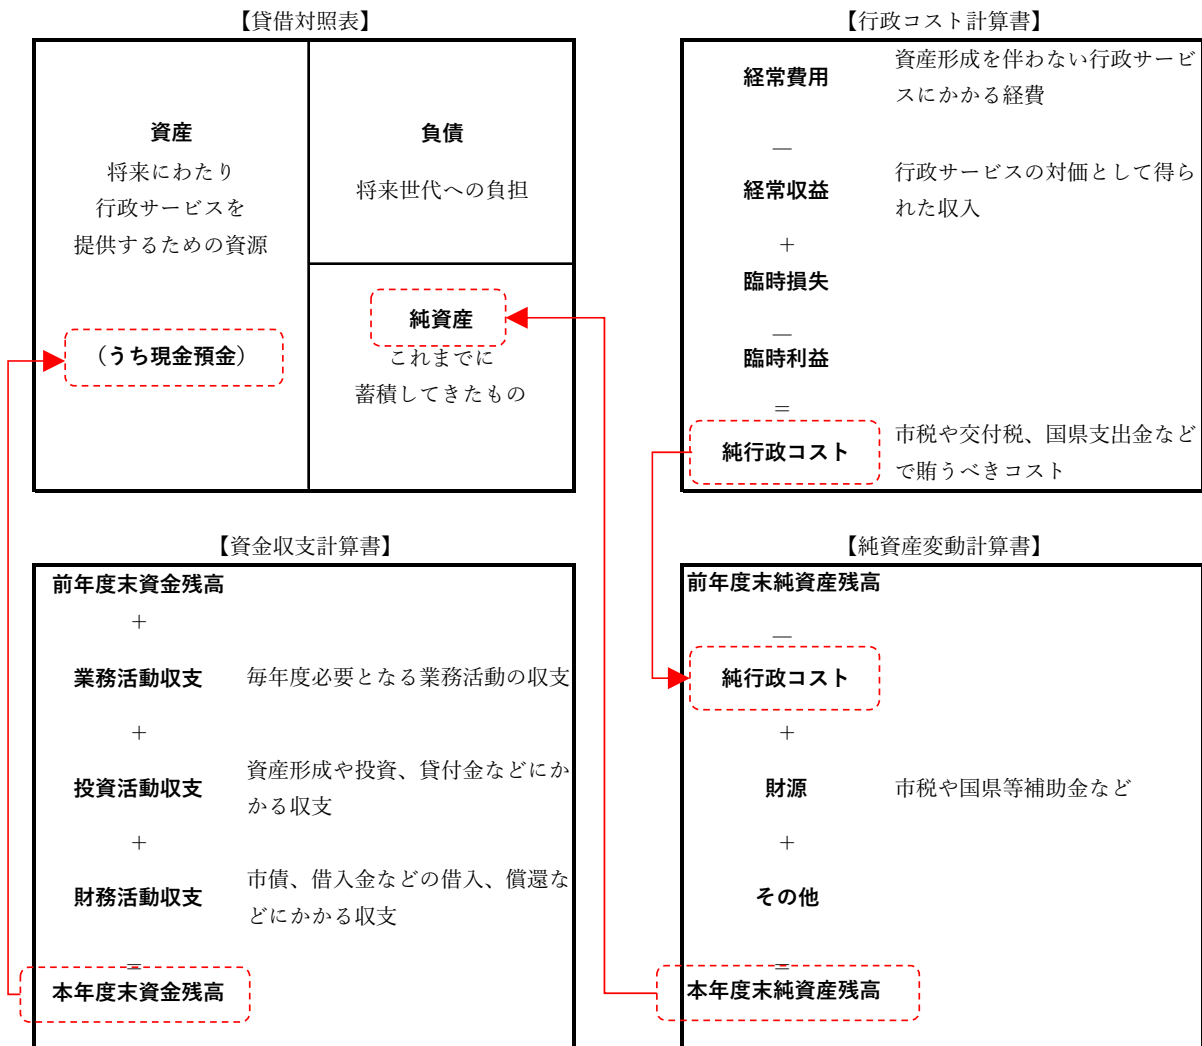 【貸借対照表】
資産
将来にわたり
行政サービスを
提供するための資源
(うち現金預金)
負債
将来世代への負担
純資産
これまでに
蓄積してきたもの
【行政コスト計算書】
経常費用
資産形成を伴わない行政サービ
スにかかる経費
―
経常収益
行政サービスの対価として得ら
れた収入
+
臨時損失
―
臨時利益
=
純行政コスト
市税や交付税、国県支出金など
で賄うべきコスト
【資金収支計算書】
前年度末資金残高
+
業務活動収支
毎年度必要となる業務活動の収支
+
投資活動収支
資産形成や投資、貸付金などにか
かる収支
+
財務活動収支
市債、借入金などの借入、償還な
どにかかる収支
=
本年度末資金残高
【純資産変動計算書】
前年度末純資産残高
―
純行政コスト
+
財源
市税や国県等補助金など
+
その他
=
本年度末純資産残高